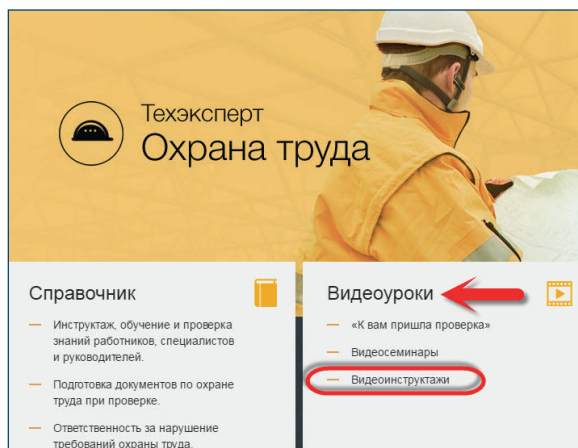 Техэксперт
Охрана труда
Справочник
— Инструктаж, обучение и проверка
знаний работников, специалистов
и руководителей.
— Подготовка документов по охране
труда при проверке.
— Ответственность за нарушение
требований охраны труда.
Видеоуроки
— «К вам пришла проверка»
— Видеосеминары
— Видеоинструктажи